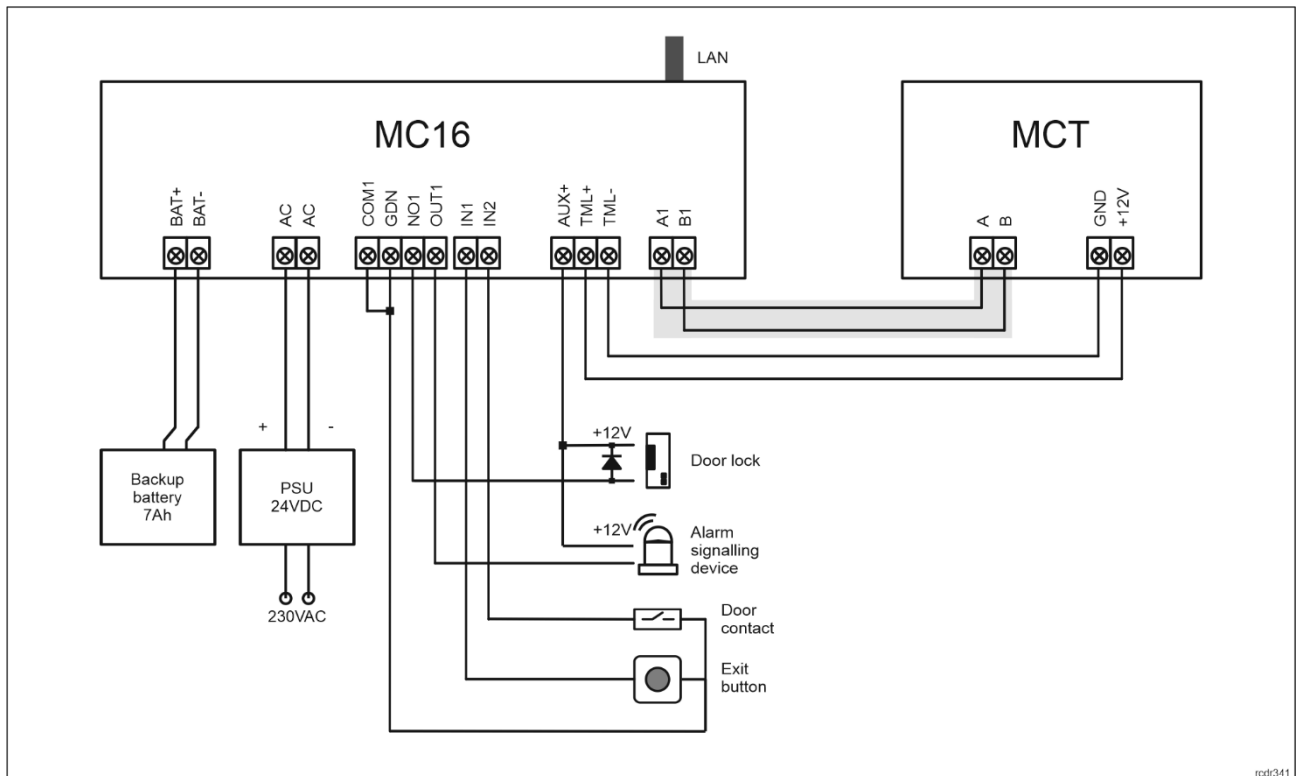 LAN
MC16
MCT
BAT+
BAT-
AC
AC
COM1
GDN
NO1
OUT1
IN1
IN2
AUX+
TML+
TML-
A1
B1
A
B
GND
+12V
+
-
Backup
battery
7Ah
PSU
24VDC
230VAC
+12V
Door lock
+12V
Alarm
signalling
device
Door
contact
Exit
button
rcdr341